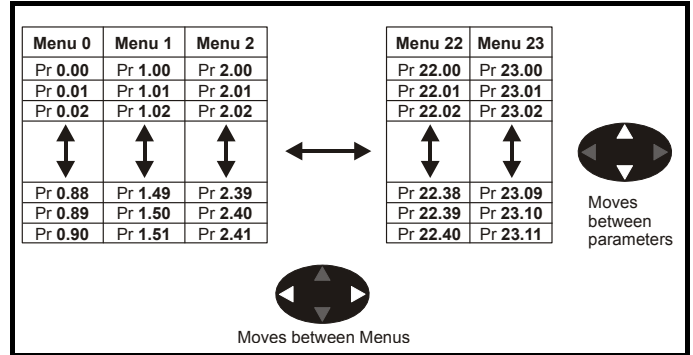 Menu 0 Menu 1 Menu 2 Menu 22 Menu 23
Pr 0.00 Pr 1.00 Pr 2.00 Pr 22.00 Pr 23.00
Pr 0.01 Pr 1.01 Pr 2.01 Pr 22.01 Pr 23.01
Pr 0.02 Pr 1.02 Pr 2.02 Pr 22.02 Pr 23.02
Pr 0.88 Pr 1.49 Pr 2.39 Pr 22.38 Pr 23.09
Pr 0.89 Pr 1.50 Pr 2.40 Pr 22.39 Pr 23.10
Pr 0.90 Pr 1.51 Pr 2.41 Pr 22.40 Pr 23.11
Moves
between
parameters
Moves between Menus